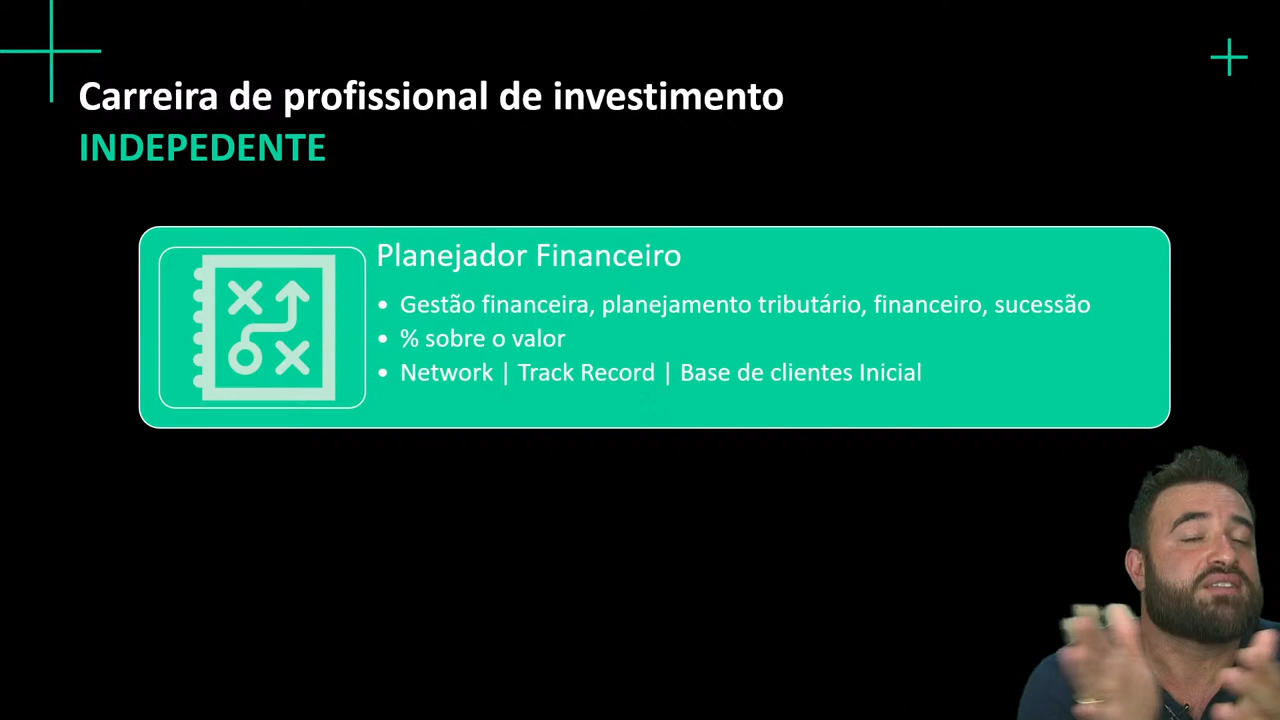 Carreira de profissional de investimento
INDEPEDENTE
Planejador Financeiro
• Gestão financeira, planejamento tributário, financeiro, sucessão
• % sobre o valor
• Network | Track Record | Base de clientes Inicial